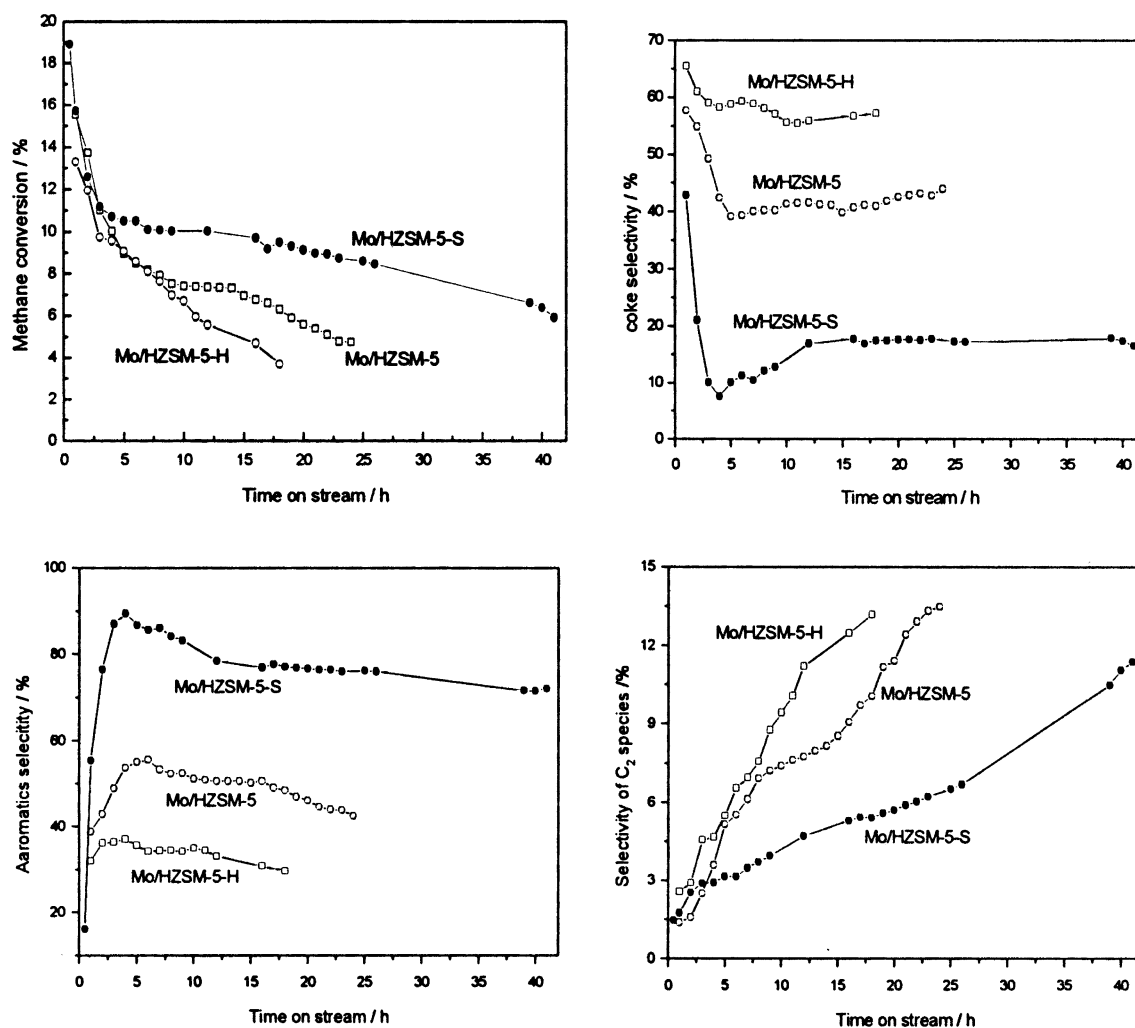 20
18
16
14
12
10
8
6
4
2
0
Methane conversion / %
Mo/HZSM-5-S
Mo/HZSM-5-H
Mo/HZSM-5
0 5 10 15 20 25 30 35 40
Time on stream / h
70
60
50
40
30
20
10
0
coke selectivity / %
Mo/HZSM-5-H
Mo/HZSM-5
Mo/HZSM-5-S
0 5 10 15 20 25 30 35 40
Time on stream / h
100
80
60
40
20
Aaromatics selecitity / %
Mo/HZSM-5-S
Mo/HZSM-5
Mo/HZSM-5-H
0 5 10 15 20 25 30 35 40
Time on stream / h
15
12
9
6
3
0
Selectivity of C₂ species /%
Mo/HZSM-5-H
Mo/HZSM-5
Mo/HZSM-5-S
0 5 10 15 20 25 30 35 40
Time on stream / h